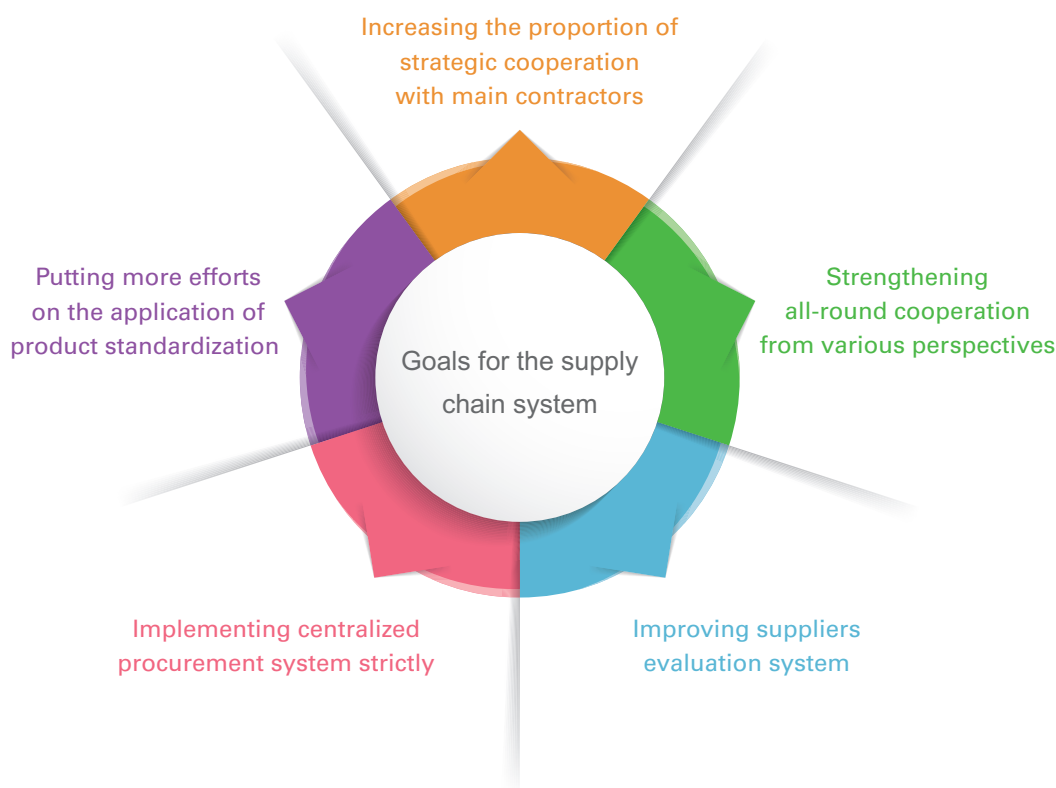 Increasing the proportion of
strategic cooperation
with main contractors
Putting more efforts
on the application of
product standardization
Strengthening
all-round cooperation
from various perspectives
Goals for the supply
chain system
Implementing centralized
procurement system strictly
Improving suppliers
evaluation system